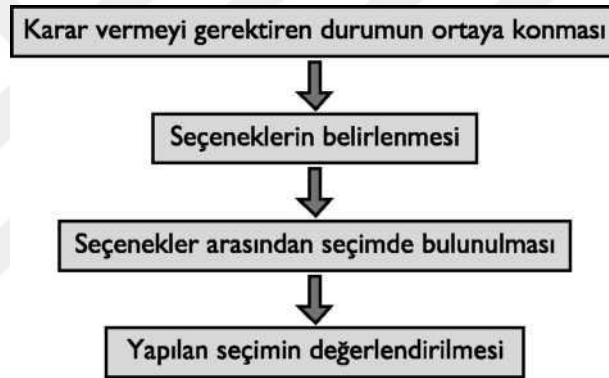 Karar vermeyi gerektiren durumun ortaya konması
Seçeneklerin belirlenmesi
Seçenekler arasından seçimde bulunulması
Yapılan seçimin değerlendirilmesi